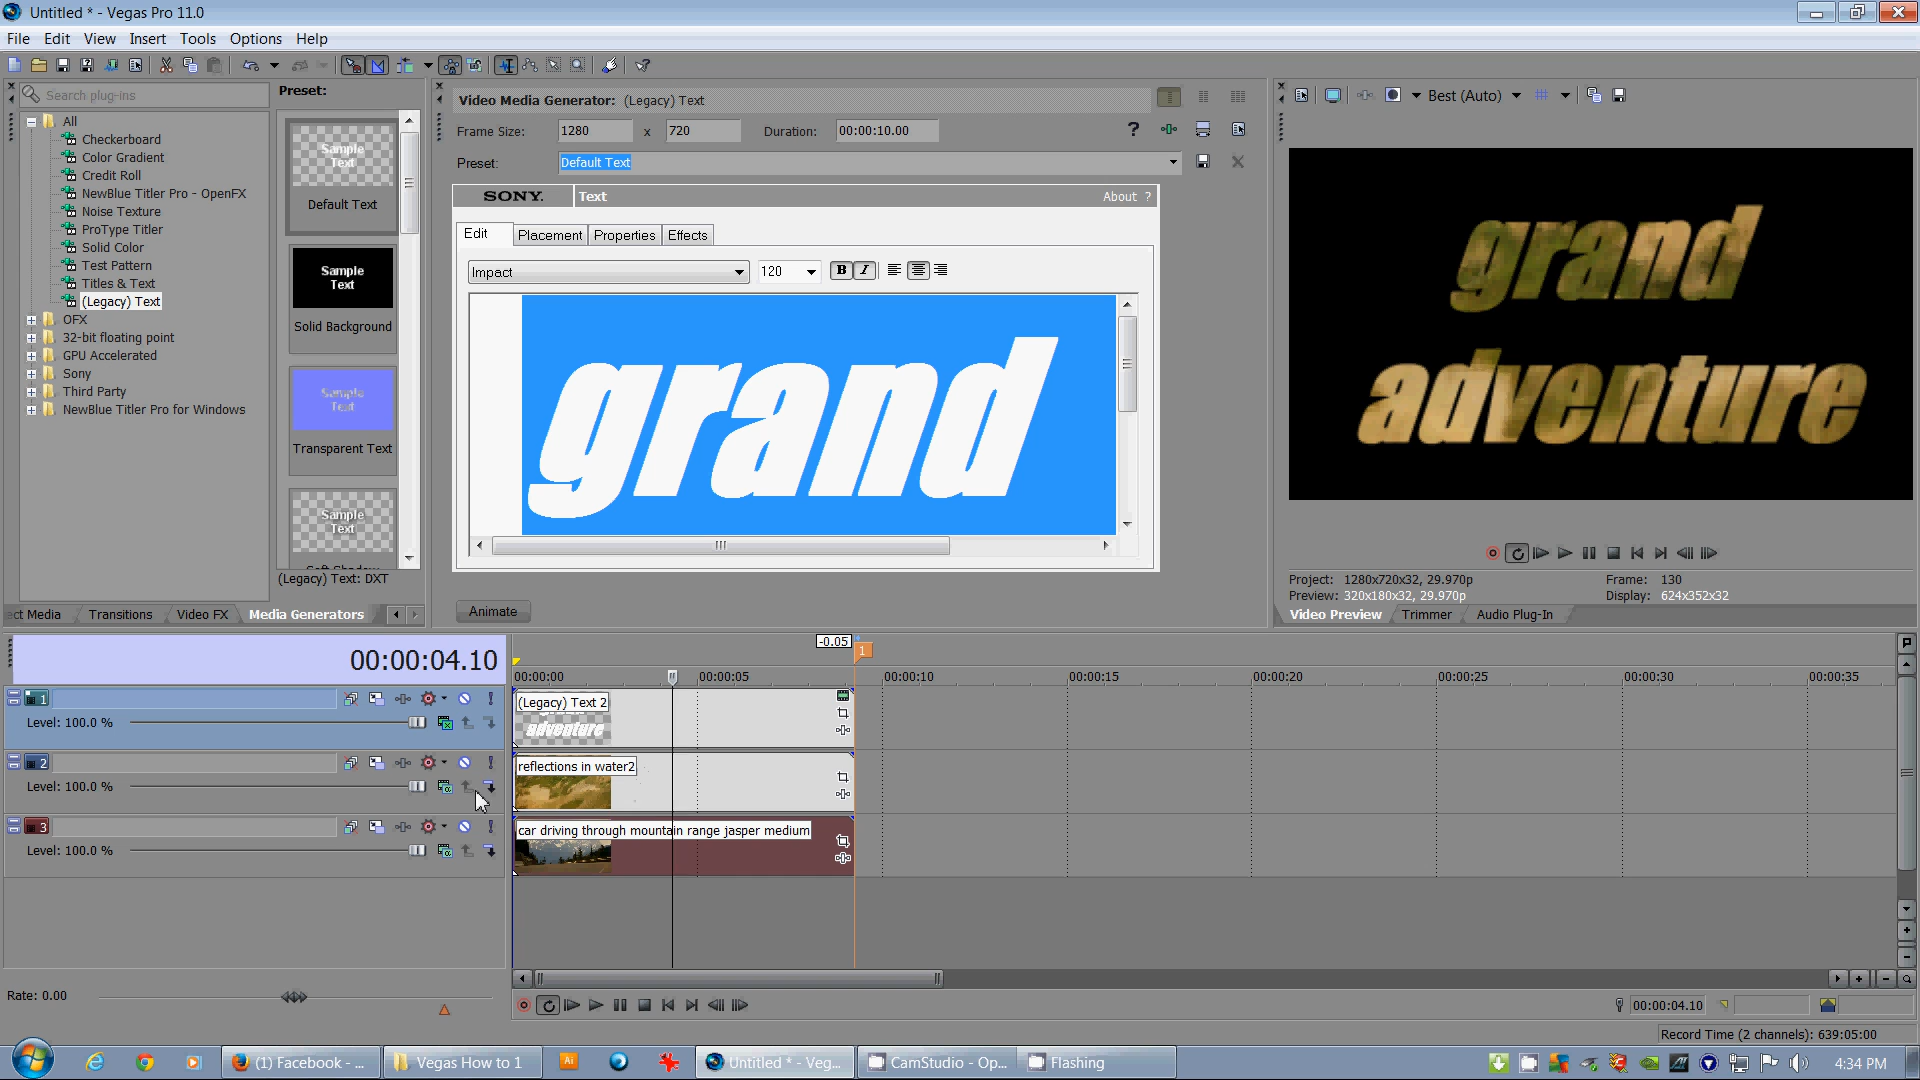 Untitled * - Vegas Pro 11.0
File Edit View Insert Tools Options Help
Search plug-ins
Preset:
All
Checkerboard
Color Gradient
Credit Roll
NewBlue Titler Pro - OpenFX
Noise Texture
ProType Titler
Solid Color
Test Pattern
Titles & Text
(Legacy) Text
OFX
32-bit floating point
GPU Accelerated
Sony
Third Party
NewBlue Titler Pro for Windows
Sample
Text
Default Text
Sample
Text
Solid Background
Sample
Text
Transparent Text
Sample
Text
(Legacy) Text: DXT
ect Media Transitions Video FX Media Generators
Video Media Generator: (Legacy) Text
Frame Size: 1280 x 720 Duration: 00:00:10.00 ?
Preset: Default Text
SONY. Text About ?
Edit Placement Properties Effects
Impact 120 B I
grand
Animate
Best (Auto)
grand
adventure
Project: 1280x720x32, 29.970p Frame: 130
Preview: 320x180x32, 29.970p Display: 624x352x32
Video Preview Trimmer Audio Plug-In
00:00:04.10
-0.05 1
00:00:00 00:00:05 00:00:10 00:00:15 00:00:20 00:00:25 00:00:30 00:00:35
1
Level: 100.0 %
(Legacy) Text 2
adventure
2
Level: 100.0 %
reflections in water2
3
Level: 100.0 %
car driving through mountain range jasper medium
Rate: 0.00
00:00:04.10
Record Time (2 channels): 639:05:00
(1) Facebook - ... Vegas How to 1 Ai Untitled * - Veg... CamStudio - Op... Flashing 4:34 PM